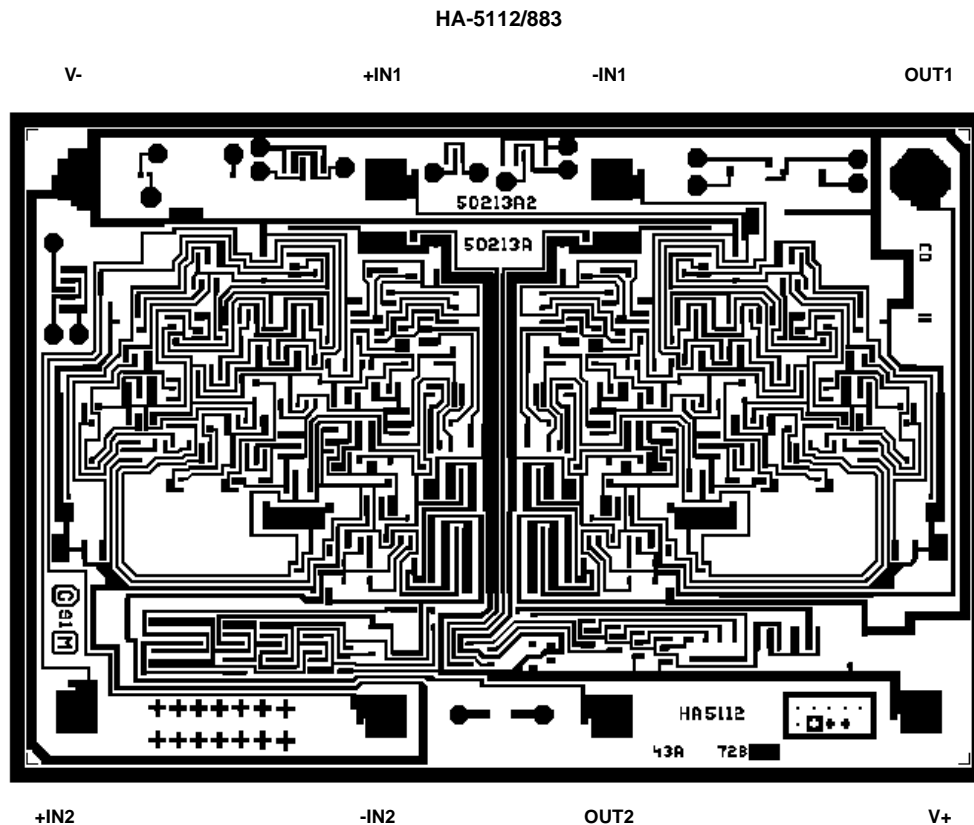 HA-5112/883
V- +IN1 -IN1 OUT1
50213A2
50213A
HA5112
43A 72B
+IN2 -IN2 OUT2 V+